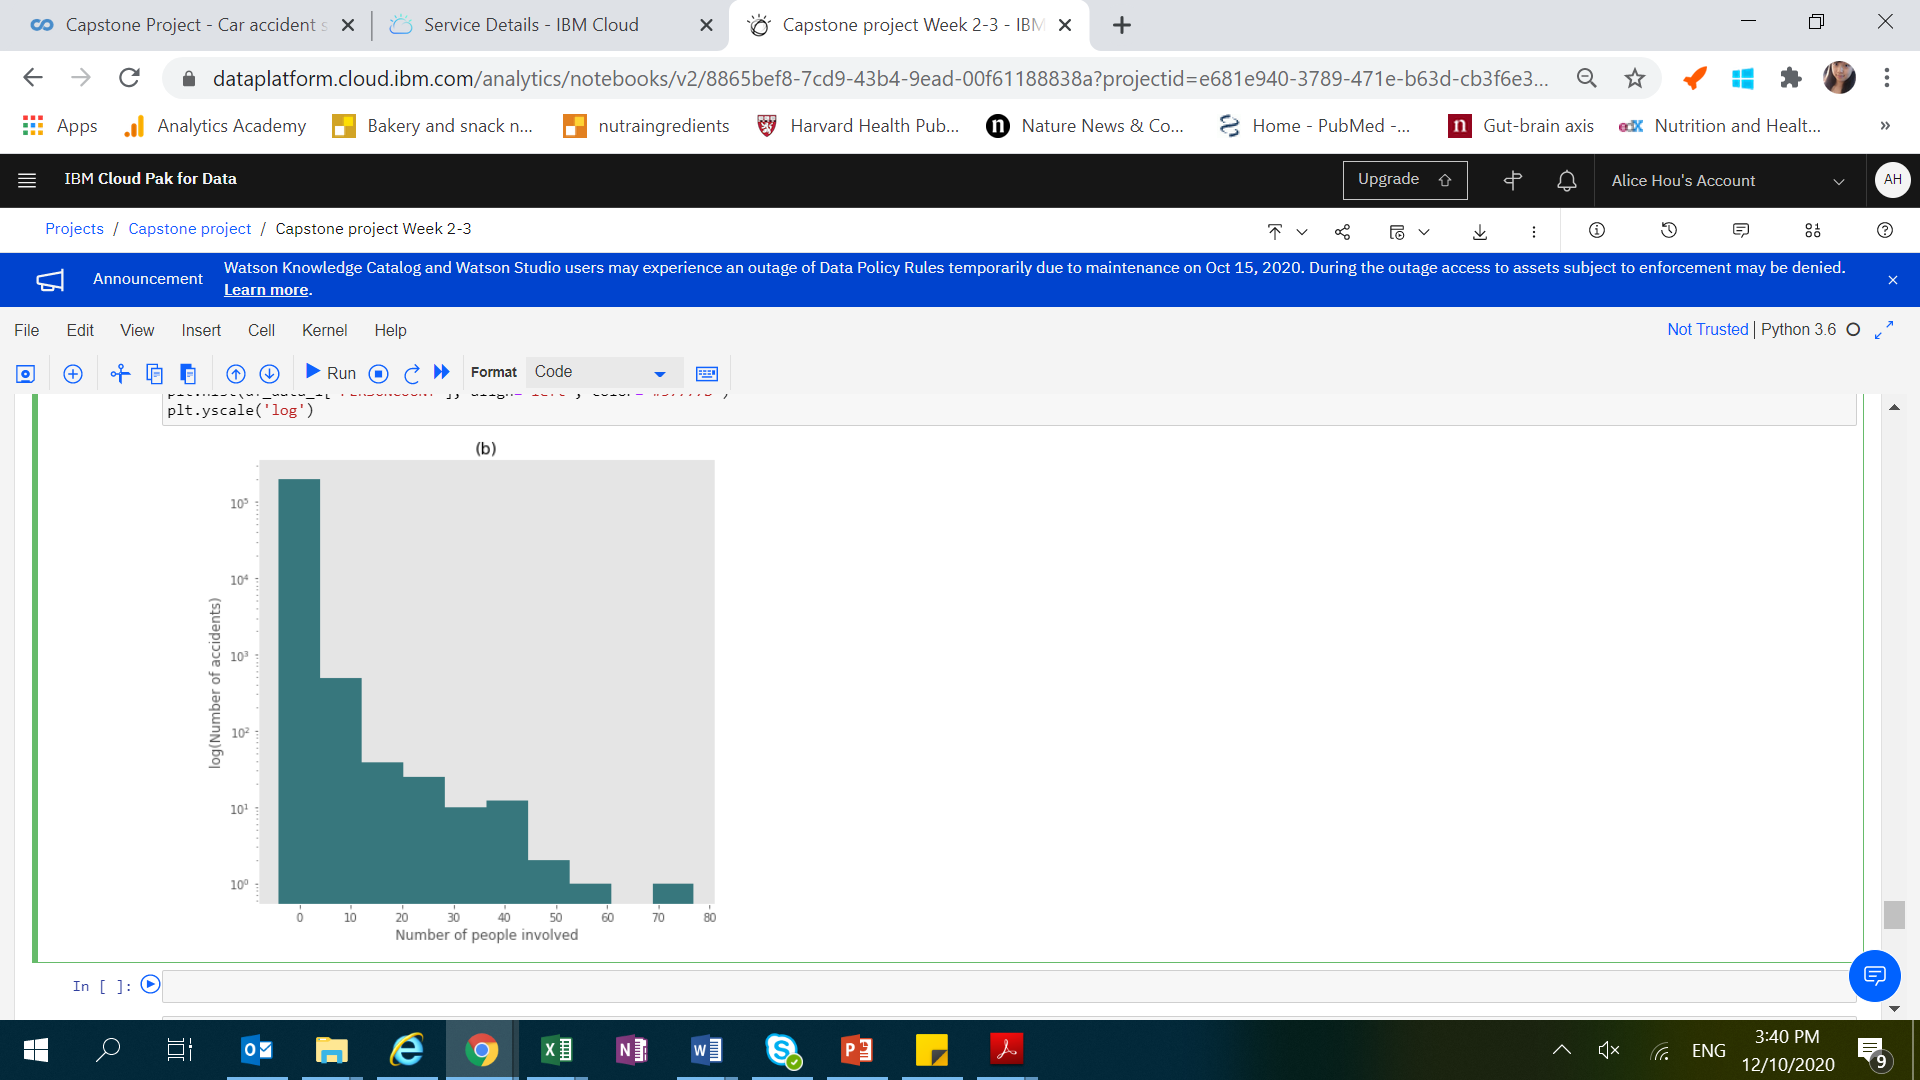 Capstone Project - Car accident s
Service Details - IBM Cloud
Capstone project Week 2-3 - IBM
dataplatform.cloud.ibm.com/analytics/notebooks/v2/8865bef8-7cd9-43b4-9ead-00f61188838a?projectid=e681e940-3789-471e-b63d-cb3f6e3...
Apps
Analytics Academy
Bakery and snack n...
nutraingredients
Harvard Health Pub...
Nature News & Co...
Home - PubMed -...
Gut-brain axis
Nutrition and Healt...
»
IBM Cloud Pak for Data
Upgrade
Alice Hou's Account
AH
Projects / Capstone project / Capstone project Week 2-3
Announcement
Watson Knowledge Catalog and Watson Studio users may experience an outage of Data Policy Rules temporarily due to maintenance on Oct 15, 2020. During the outage access to assets subject to enforcement may be denied.
Learn more.
File Edit View Insert Cell Kernel Help
Not Trusted | Python 3.6
Run
Format
Code
plt.yscale('log')
(b)
10⁵
10⁴
10³
10²
10¹
10⁰
log(Number of accidents)
0 10 20 30 40 50 60 70 80
Number of people involved
In [ ]:
ENG
3:40 PM
12/10/2020
9